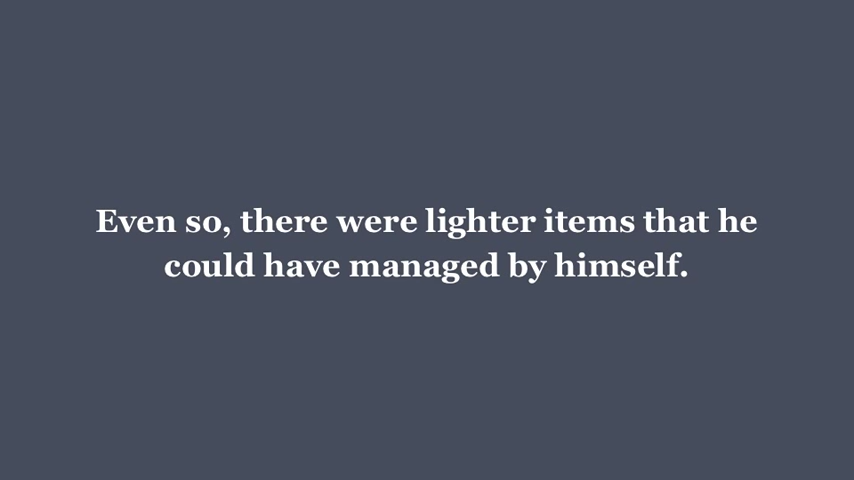 Even so, there were lighter items that he
could have managed by himself.